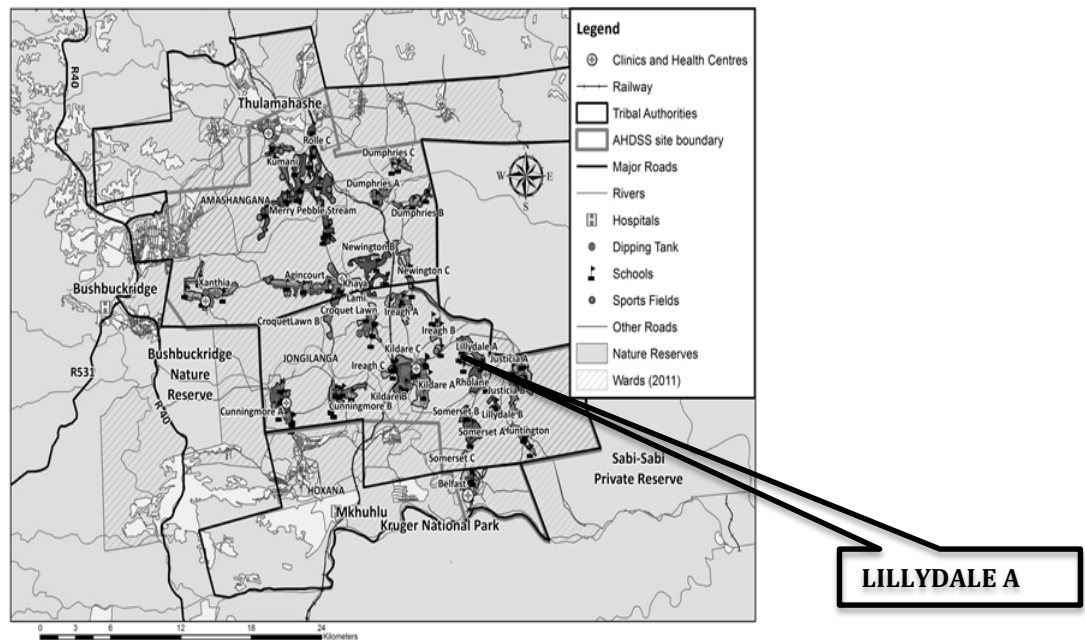 Legend
Clinics and Health Centres
Railway
Tribal Authorities
AHDSS site boundary
Major Roads
Rivers
Hospitals
Dipping Tank
Schools
Sports Fields
Other Roads
Nature Reserves
Wards (2011)
N
W
E
S
R40
Thulamahashe
Rolle C
Kumani
Dumphries C
Dumphries A
AMASHANGANA
Merry Pebble Stream
Dumphries B
Newington B
Newington C
Xanthia
Agincourt
Khaya
Lami
Bushbuckridge
CroquetLawn B
Croquet Lawn
Ireagh A
Ireagh B
Lillydale A
Bushbuckridge
Nature
Reserve
JONGILANGA
Kildare C
Justicia A
R531
Ireagh C
Kildare A
Rholane
Justicia B
Kildare B
Cunningmore A
Cunningmore B
Somerset B
Lillydale B
R*40
Somerset A
Huntington
Somerset C
Sabi-Sabi
Private Reserve
Belfast
HOXANA
Mkhuhlu
Kruger National Park
LILLYDALE A
0 3 6 12 18 24
Kilometers